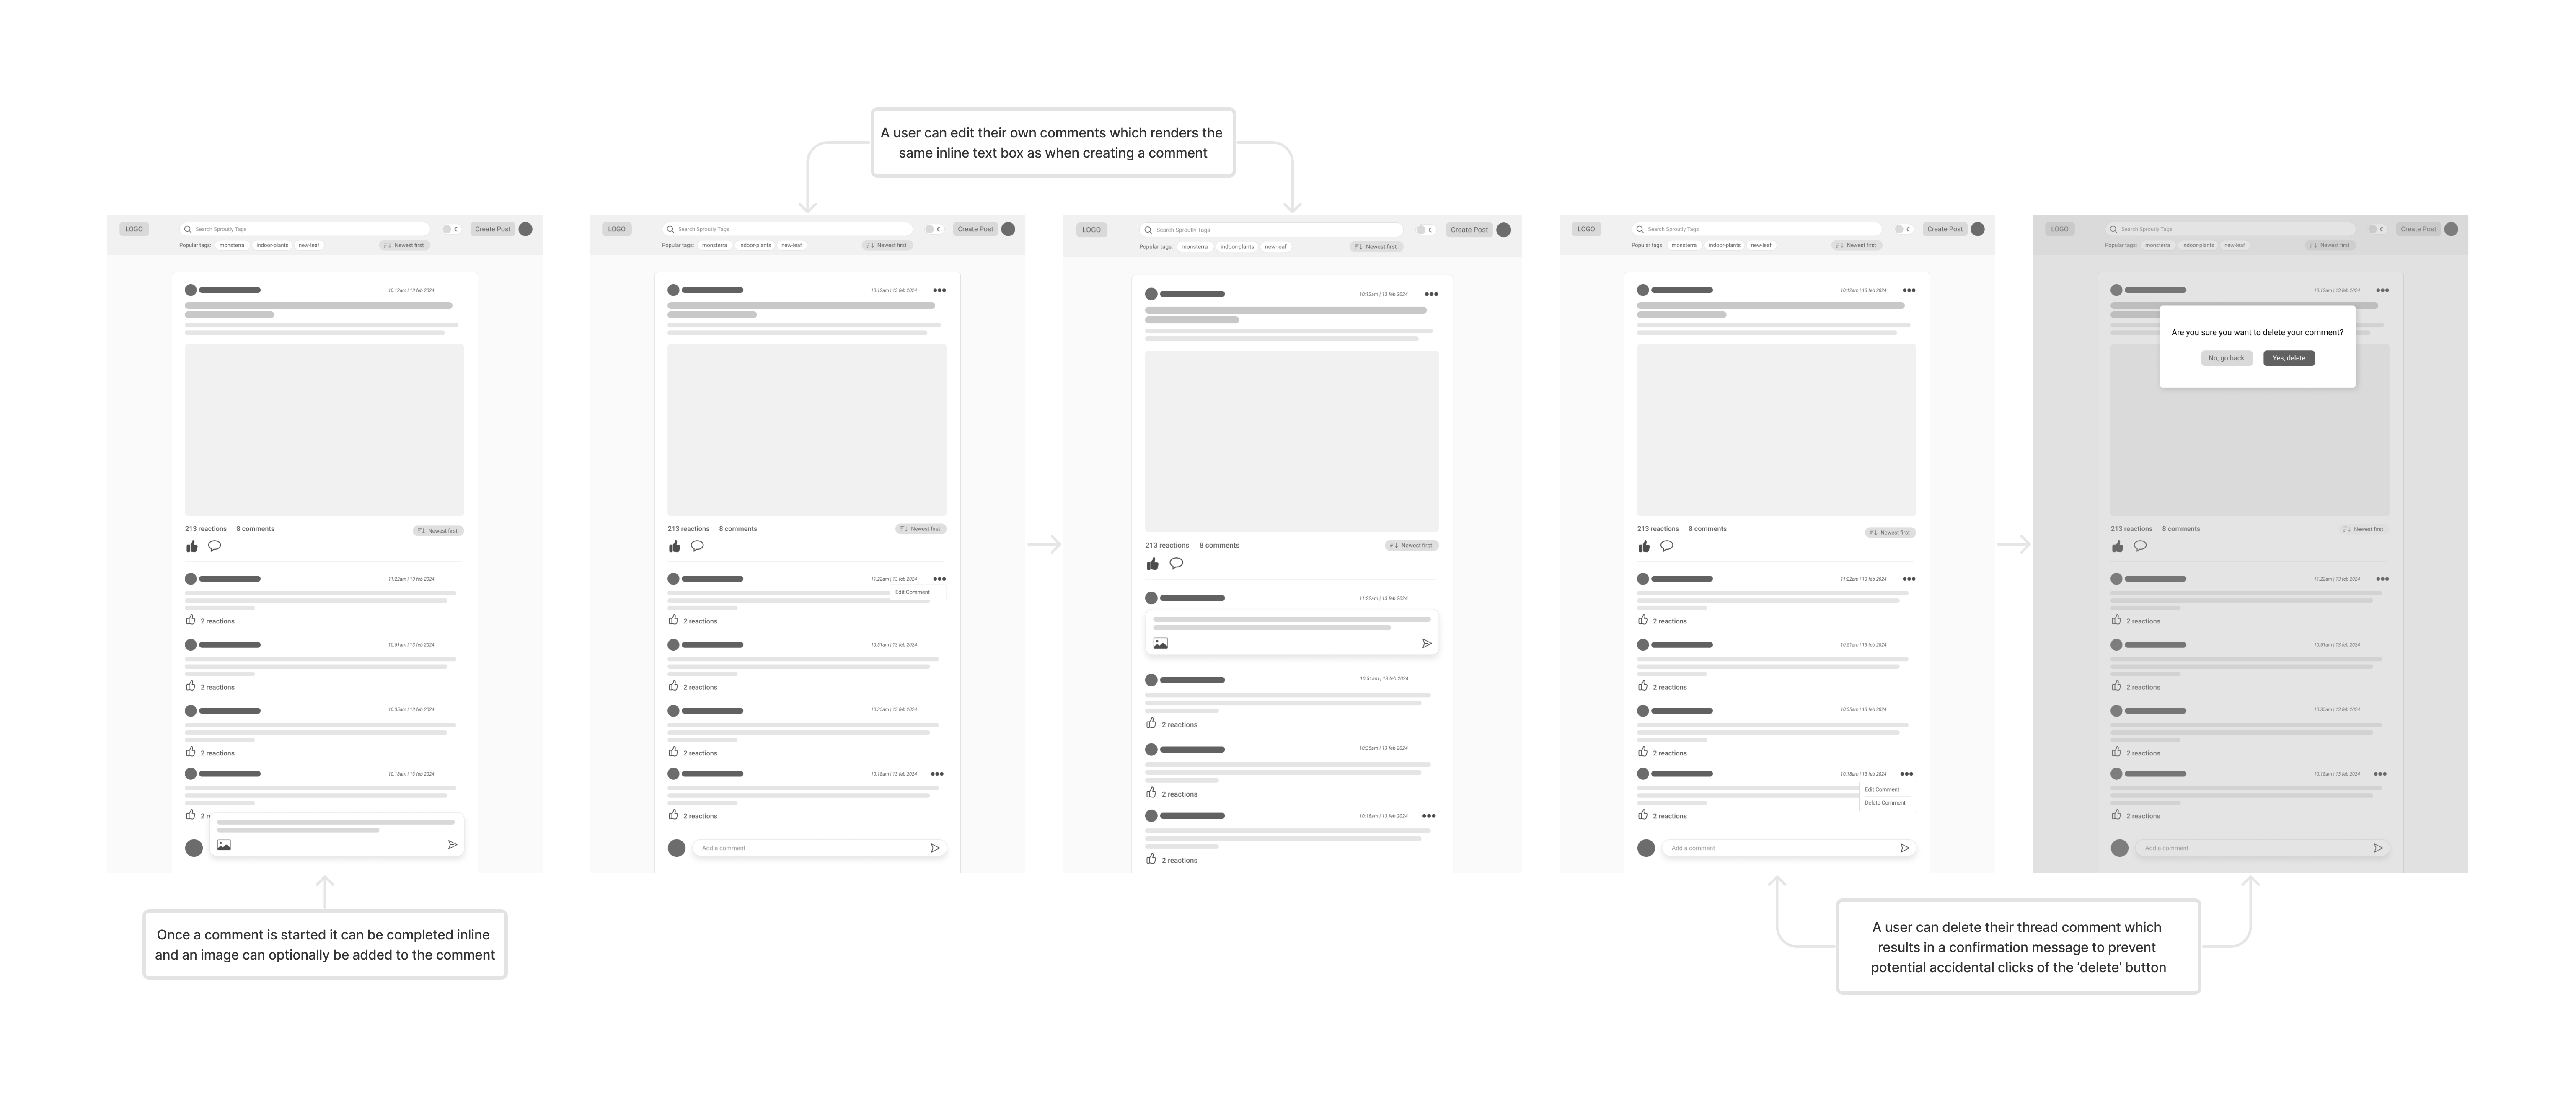 A user can edit their own comments which renders the
same inline text box as when creating a comment
LOGO
Search Sproutly Tags
Create Post
Popular tags:
monsterra
indoor-plants
new-leaf
Newest first
10:12am / 13 feb 2024
213 reactions
8 comments
Newest first
11:22am / 13 feb 2024
2 reactions
10:51am / 13 feb 2024
2 reactions
10:35am / 13 feb 2024
2 reactions
10:18am / 13 feb 2024
2 r
LOGO
Search Sproutly Tags
Create Post
Popular tags:
monsterra
indoor-plants
new-leaf
Newest first
10:12am / 13 feb 2024
213 reactions
8 comments
Newest first
11:22am / 13 feb 2024
Edit Comment
2 reactions
10:51am / 13 feb 2024
2 reactions
10:35am / 13 feb 2024
2 reactions
10:18am / 13 feb 2024
2 reactions
Add a comment
LOGO
Search Sproutly Tags
Create Post
Popular tags:
monsterra
indoor-plants
new-leaf
Newest first
10:12am / 13 feb 2024
213 reactions
8 comments
Newest first
11:22am / 13 feb 2024
10:51am / 13 feb 2024
2 reactions
10:35am / 13 feb 2024
2 reactions
10:18am / 13 feb 2024
2 reactions
LOGO
Search Sproutly Tags
Create Post
Popular tags:
monsterra
indoor-plants
new-leaf
Newest first
10:12am / 13 feb 2024
213 reactions
8 comments
Newest first
11:22am / 13 feb 2024
2 reactions
10:51am / 13 feb 2024
2 reactions
10:35am / 13 feb 2024
2 reactions
10:18am / 13 feb 2024
Edit Comment
Delete Comment
2 reactions
Add a comment
LOGO
Search Sproutly Tags
Create Post
Popular tags:
monsterra
indoor-plants
new-leaf
Newest first
10:12am / 13 feb 2024
Are you sure you want to delete your comment?
No, go back
Yes, delete
213 reactions
8 comments
Newest first
11:22am / 13 feb 2024
2 reactions
10:51am / 13 feb 2024
2 reactions
10:35am / 13 feb 2024
2 reactions
10:18am / 13 feb 2024
2 reactions
Add a comment
Once a comment is started it can be completed inline
and an image can optionally be added to the comment
A user can delete their thread comment which
results in a confirmation message to prevent
potential accidental clicks of the ‘delete’ button